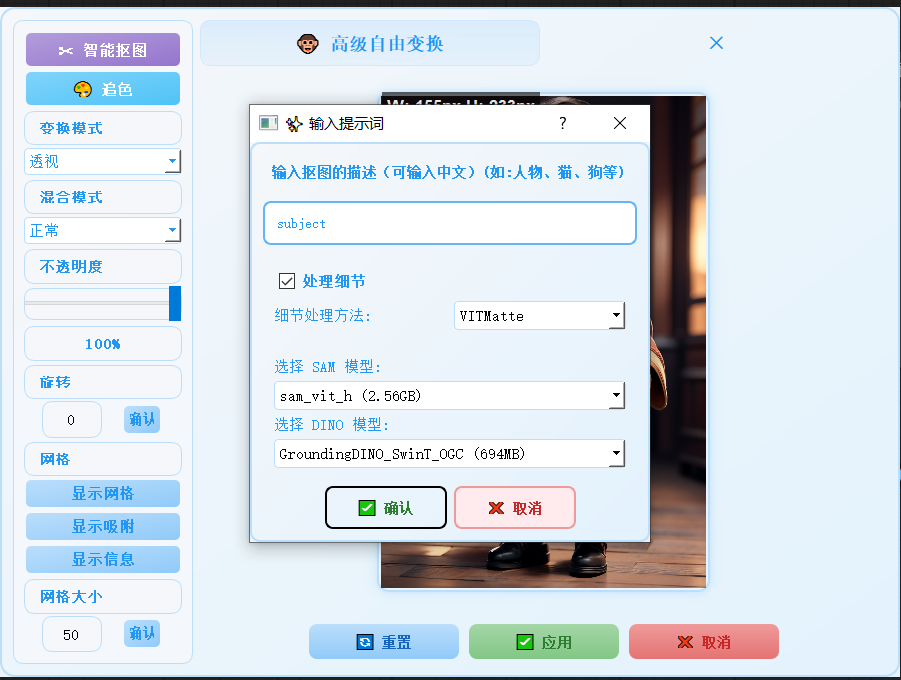 智能抠图
追色
变换模式
透视
混合模式
正常
不透明度
100%
旋转
0 确认
网格
显示网格
显示吸附
显示信息
网格大小
50 确认
高级自由变换
输入提示词
输入抠图的描述（可输入中文）(如:人物、猫、狗等)
subject
处理细节
细节处理方法: VITMatte
选择 SAM 模型:
sam_vit_h (2.56GB)
选择 DINO 模型:
GroundingDINO_SwinT_OGC (694MB)
确认 取消
重置 应用 取消